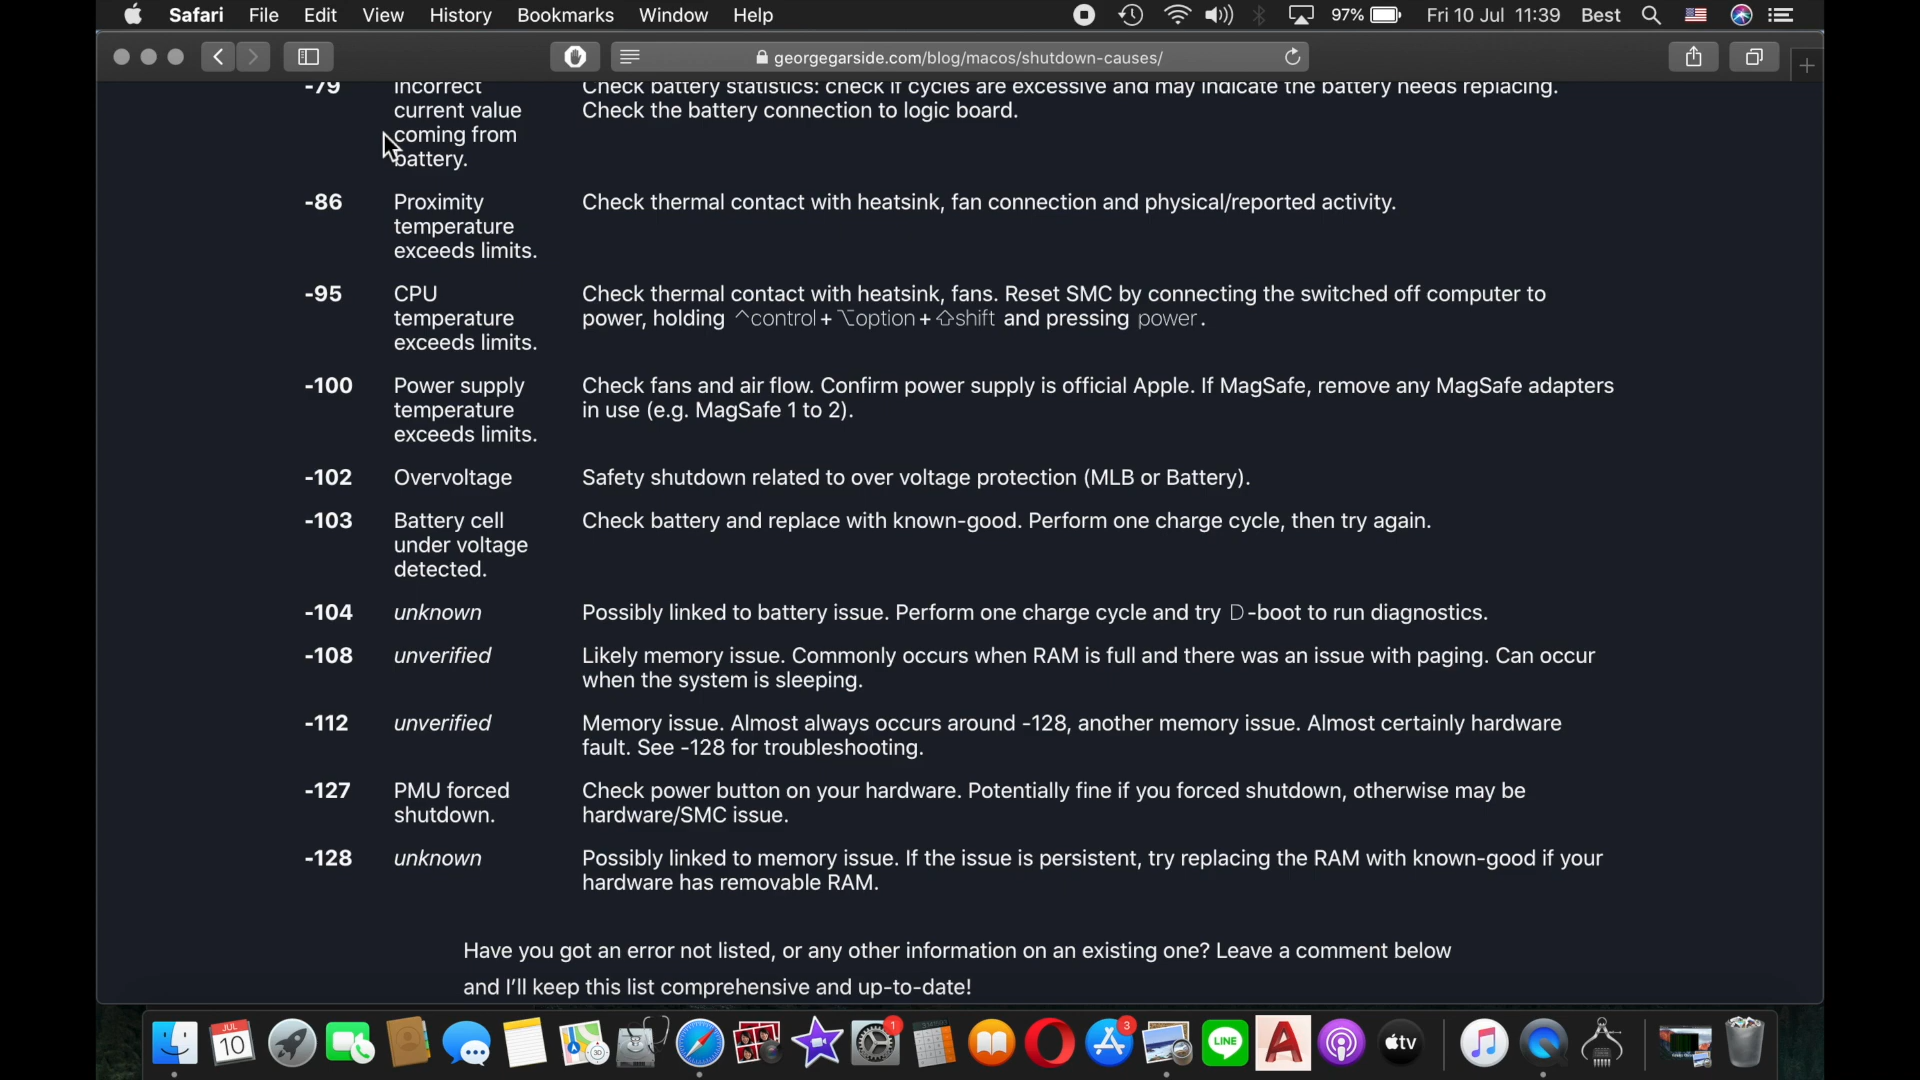 Safari File Edit View History Bookmarks Window Help 97% Fri 10 Jul 11:39 Best
georgegarside.com/blog/macos/shutdown-causes/
-79 Incorrect Check battery statistics: check if cycles are excessive and may indicate the battery needs replacing.
current value Check the battery connection to logic board.
coming from
battery.
-86 Proximity Check thermal contact with heatsink, fan connection and physical/reported activity.
temperature
exceeds limits.
-95 CPU Check thermal contact with heatsink, fans. Reset SMC by connecting the switched off computer to
temperature power, holding ⌃control+⌥option+⇧shift and pressing power.
exceeds limits.
-100 Power supply Check fans and air flow. Confirm power supply is official Apple. If MagSafe, remove any MagSafe adapters
temperature in use (e.g. MagSafe 1 to 2).
exceeds limits.
-102 Overvoltage Safety shutdown related to over voltage protection (MLB or Battery).
-103 Battery cell Check battery and replace with known-good. Perform one charge cycle, then try again.
under voltage
detected.
-104 unknown Possibly linked to battery issue. Perform one charge cycle and try D-boot to run diagnostics.
-108 unverified Likely memory issue. Commonly occurs when RAM is full and there was an issue with paging. Can occur
when the system is sleeping.
-112 unverified Memory issue. Almost always occurs around -128, another memory issue. Almost certainly hardware
fault. See -128 for troubleshooting.
-127 PMU forced Check power button on your hardware. Potentially fine if you forced shutdown, otherwise may be
shutdown. hardware/SMC issue.
-128 unknown Possibly linked to memory issue. If the issue is persistent, try replacing the RAM with known-good if your
hardware has removable RAM.
Have you got an error not listed, or any other information on an existing one? Leave a comment below
and I'll keep this list comprehensive and up-to-date!
JUL 10 3D 1 3 LINE A tv